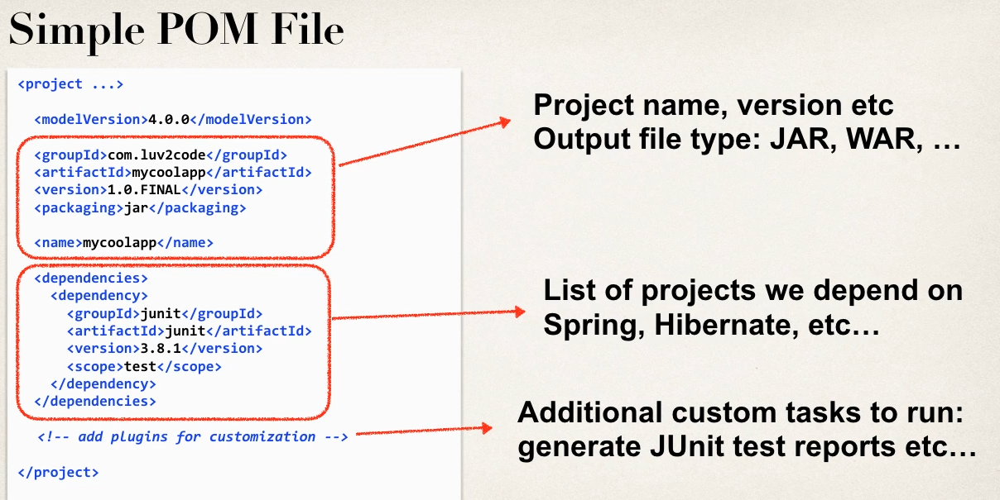 Simple POM File
<project ...>
<modelVersion>4.0.0</modelVersion>
<groupId>com.luv2code</groupId>
<artifactId>mycoolapp</artifactId>
<version>1.0.FINAL</version>
<packaging>jar</packaging>
<name>mycoolapp</name>
<dependencies>
<dependency>
<groupId>junit</groupId>
<artifactId>junit</artifactId>
<version>3.8.1</version>
<scope>test</scope>
</dependency>
</dependencies>
<!-- add plugins for customization -->
</project>
Project name, version etc
Output file type: JAR, WAR, …
List of projects we depend on
Spring, Hibernate, etc…
Additional custom tasks to run:
generate JUnit test reports etc…